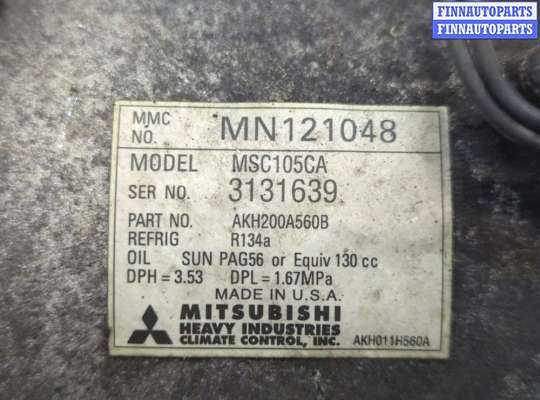 FINNAUTOPARTS
FINNAUTOPARTS
MMC NO. MN121048
MODEL MSC105CA
SER NO. 3131639
PART NO. AKH200A560B
REFRIG R134a
OIL SUN PAG56 or Equiv 130 cc
DPH = 3.53 DPL = 1.67MPa
MADE IN U.S.A.
MITSUBISHI
HEAVY INDUSTRIES
CLIMATE CONTROL, INC.
AKH011H560A